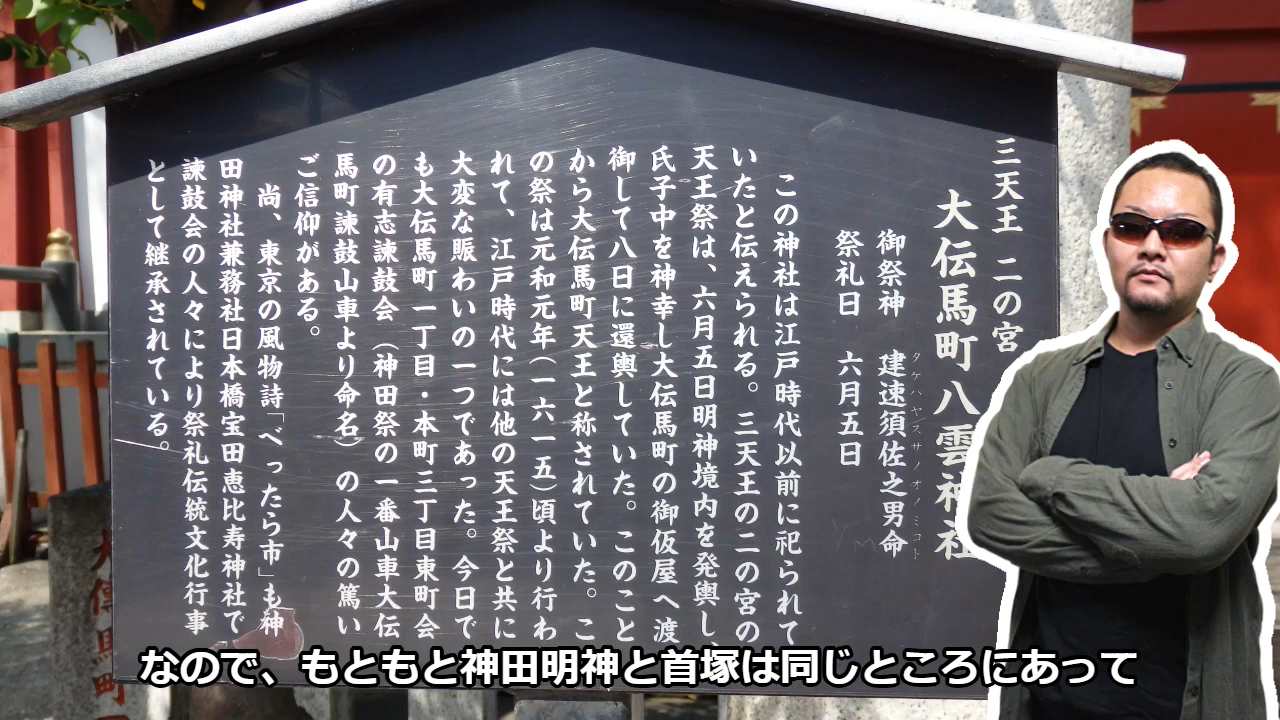 三天王 二の宮
大伝馬町八雲神社
御祭神 建速須佐之男命
タケハヤスサノオノミコト
祭礼日 六月五日
この神社は江戸時代以前に祀られて
いたと伝えられる。三天王の二の宮の
天王祭は、六月五日明神境内を発輿し、
氏子中を神幸し大伝馬町の御仮屋へ渡
御して八日に還輿していた。このこと
から大伝馬町天王と称されていた。こ
の祭は元和元年(一六一五)頃より行わ
れて、江戸時代には他の天王祭と共に
大変な賑わいの一つであった。今日で
も大伝馬町一丁目・本町三丁目東町会
の有志諫鼓会(神田祭の一番山車大伝
馬町諫鼓山車より命名)の人々の篤い
ご信仰がある。
尚、東京の風物詩「べったら市」も神
田神社兼務社日本橋宝田恵比寿神社で
諫鼓会の人々により祭礼伝統文化行事
として継承されている。
大傳馬町
なので、もともと神田明神と首塚は同じところにあって